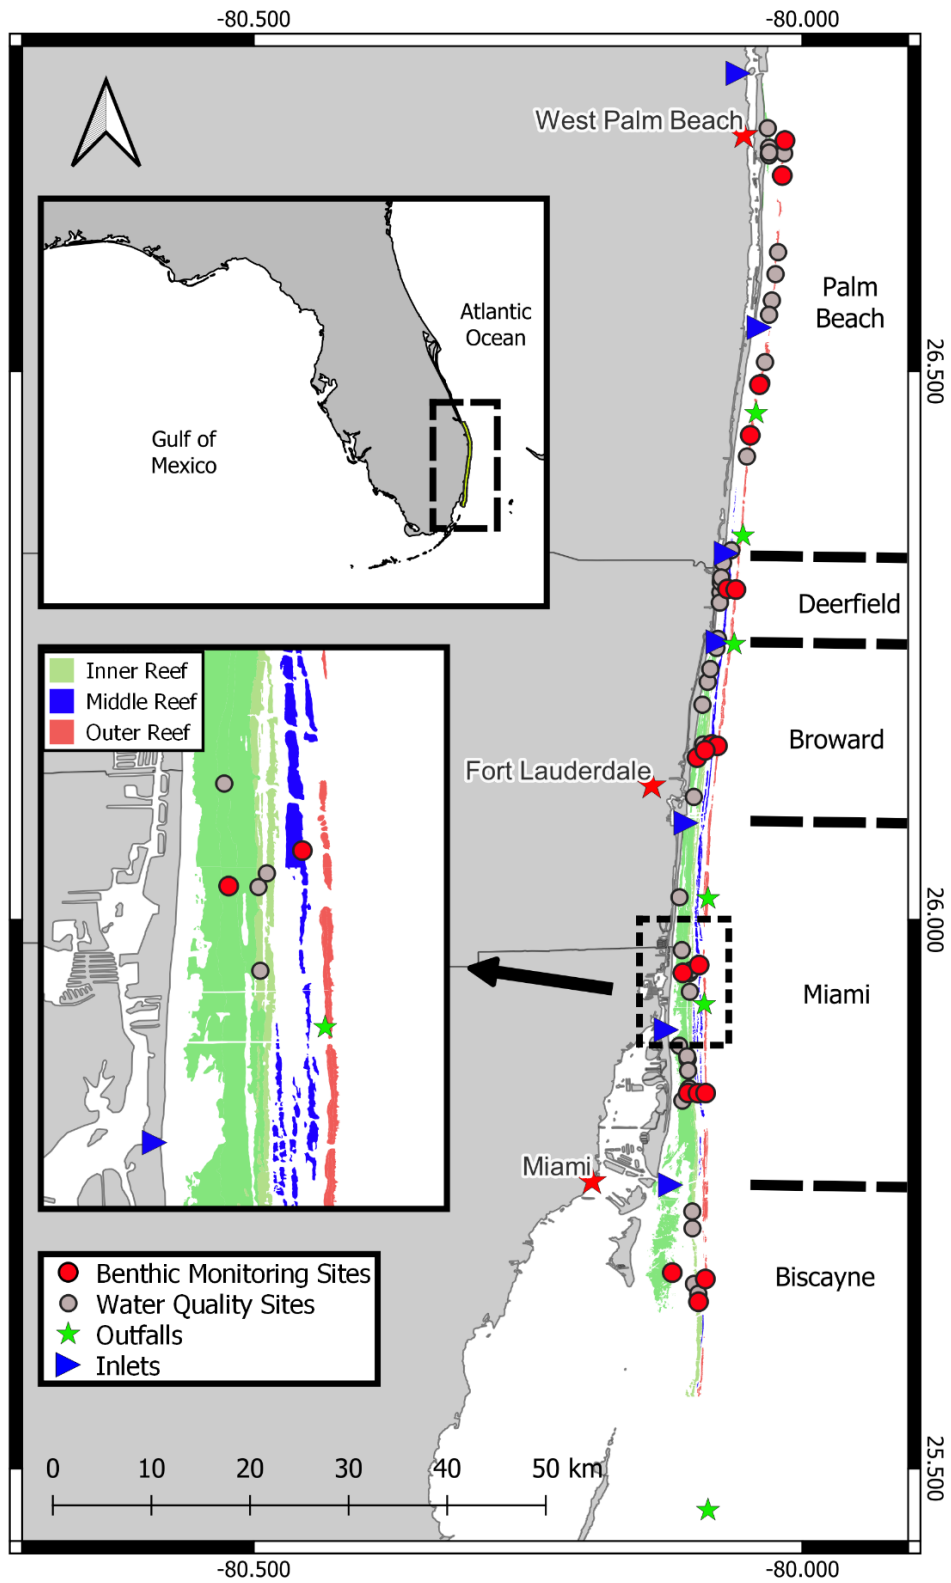 -80.500
-80.000
West Palm Beach
Palm
Beach
Atlantic
Ocean
26.500
Gulf of
Mexico
Deerfield
Inner Reef
Middle Reef
Outer Reef
Broward
Fort Lauderdale
26.000
Miami
Miami
Biscayne
Benthic Monitoring Sites
Water Quality Sites
Outfalls
Inlets
0 10 20 30 40 50 km
25.500
-80.500
-80.000